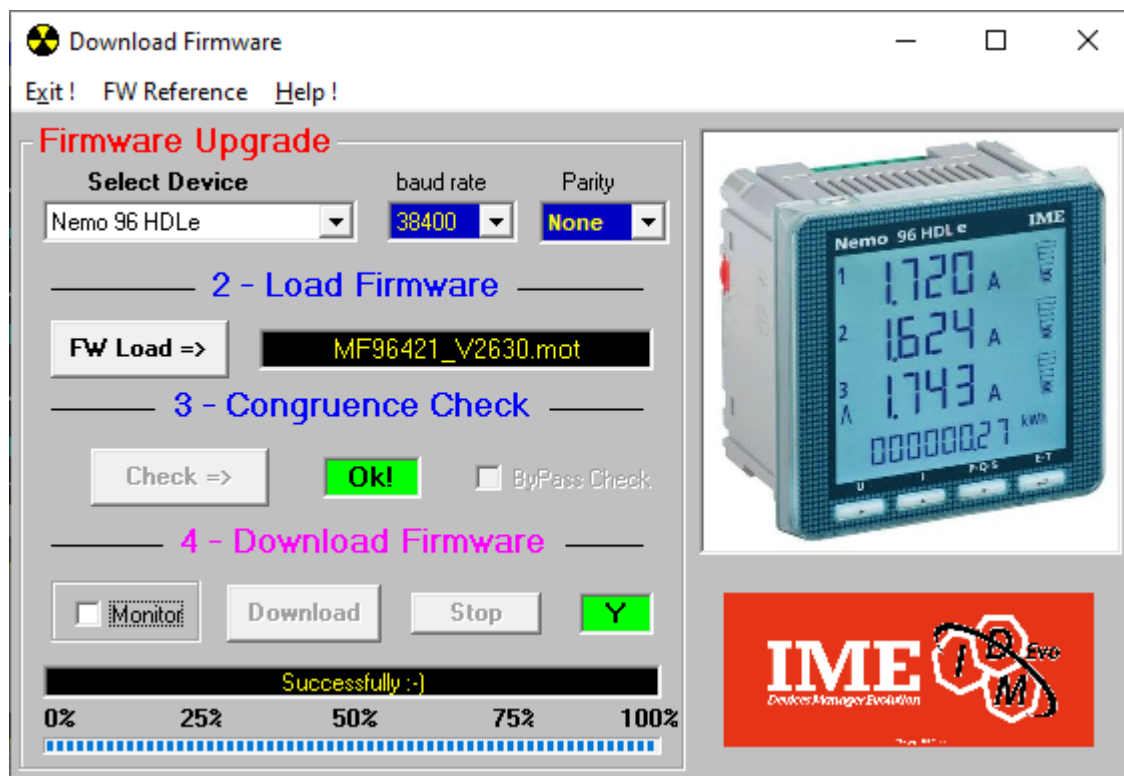 Download Firmware
Exit ! FW Reference Help !
Firmware Upgrade
Select Device baud rate Parity
Nemo 96 HDLe 38400 None
2 - Load Firmware
FW Load => MF96421_V2630.mot
3 - Congruence Check
Check => Ok! ByPass Check
4 - Download Firmware
Monitor Download Stop Y
Successfully :-)
0% 25% 50% 75% 100%
Nemo 96 HDL e IME
1 1.720 A
2 1.624 A
3 1.743 A
kWh
000000.27
U I P-Q-S E-T
IME IDM Evo
Devices Manager Evolution